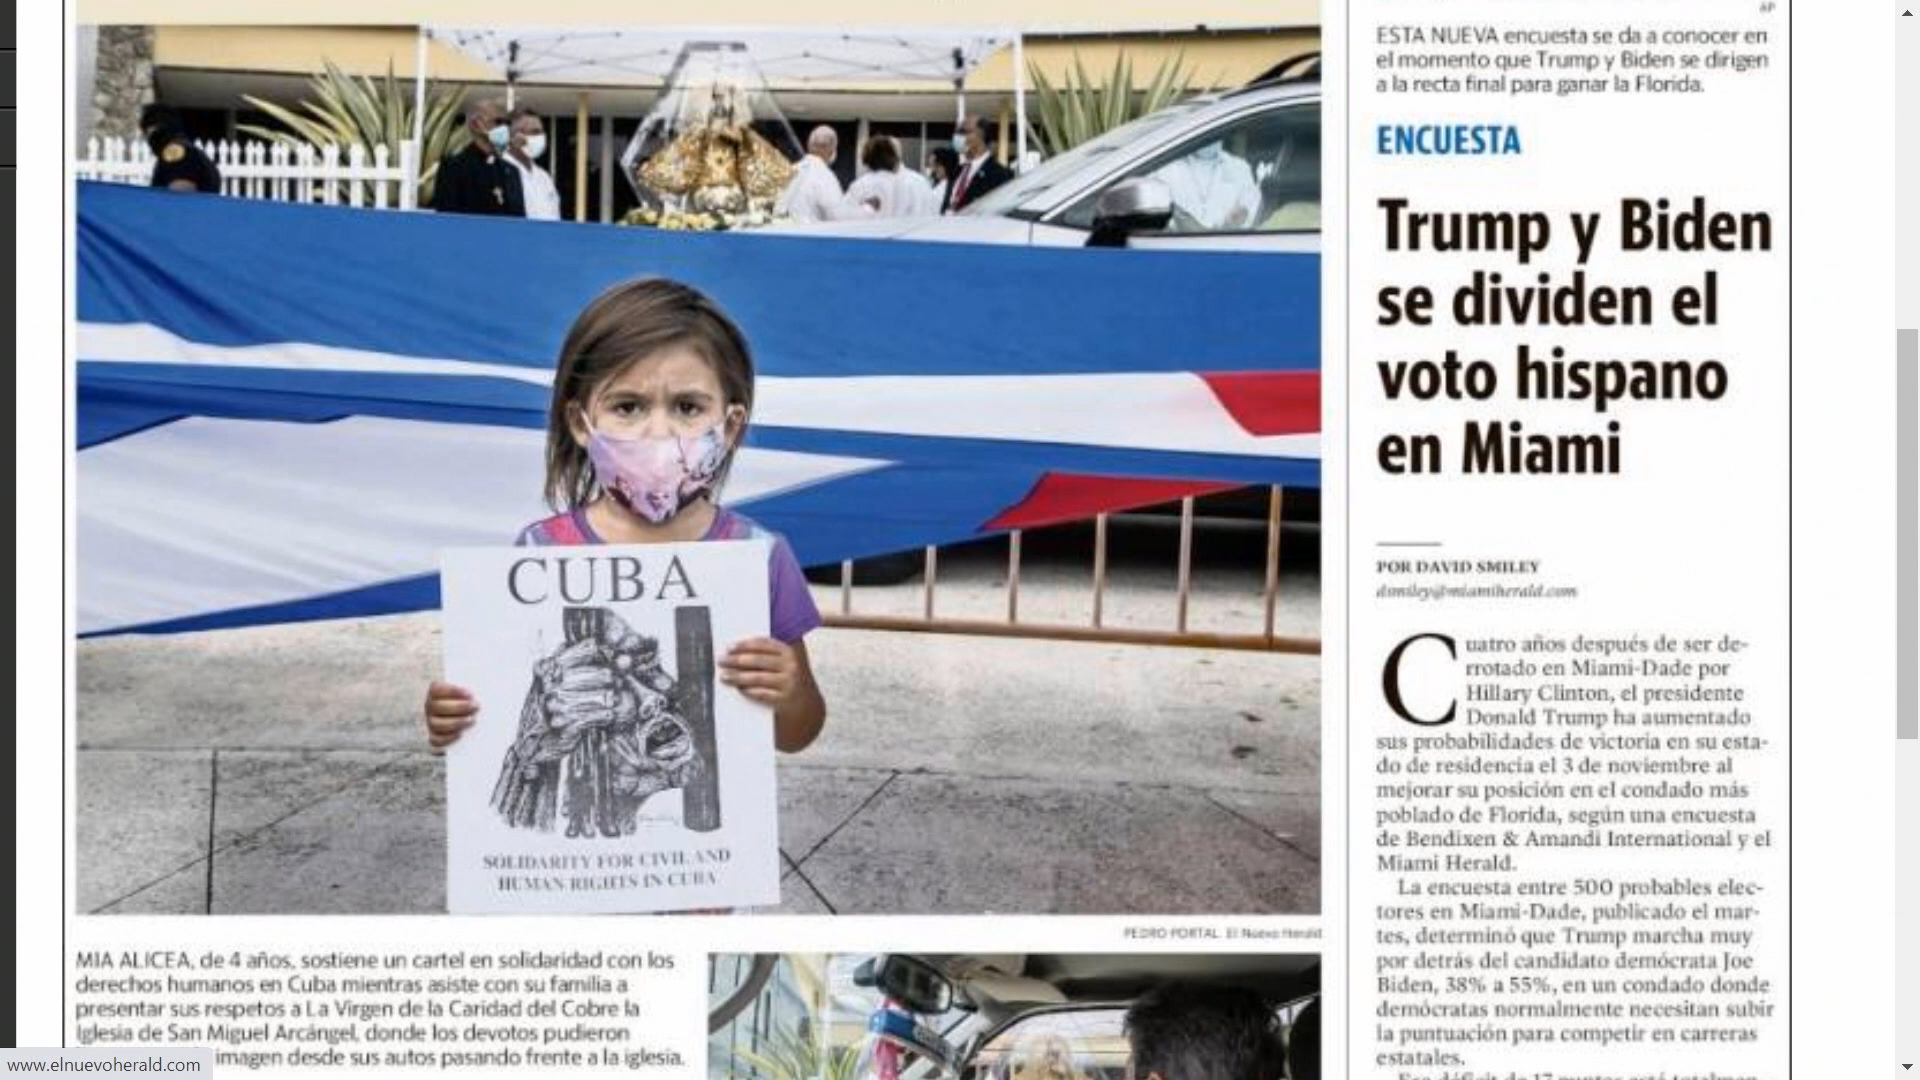 AP
ESTA NUEVA encuesta se da a conocer en
el momento que Trump y Biden se dirigen
a la recta final para ganar la Florida.
ENCUESTA
Trump y Biden
se dividen el
voto hispano
en Miami
POR DAVID SMILEY
dsmiley@miamiherald.com
Cuatro años después de ser de-
rrotado en Miami-Dade por
Hillary Clinton, el presidente
Donald Trump ha aumentado
sus probabilidades de victoria en su esta-
do de residencia el 3 de noviembre al
mejorar su posición en el condado más
poblado de Florida, según una encuesta
de Bendixen & Amandi International y el
Miami Herald.
La encuesta entre 500 probables elec-
tores en Miami-Dade, publicado el mar-
tes, determinó que Trump marcha muy
por detrás del candidato demócrata Joe
Biden, 38% a 55%, en un condado donde
demócratas normalmente necesitan subir
la puntuación para competir en carreras
estatales.
Ese déficit de 17 puntos está
CUBA
SOLIDARITY FOR CIVIL AND
HUMAN RIGHTS IN CUBA
PEDRO PORTAL El Nuevo Herald
MIA ALICEA, de 4 años, sostiene un cartel en solidaridad con los
derechos humanos en Cuba mientras asiste con su familia a
presentar sus respetos a La Virgen de la Caridad del Cobre la
Iglesia de San Miguel Arcángel, donde los devotos pudieron
imagen desde sus autos pasando frente a la iglesia.
www.elnuevoherald.com